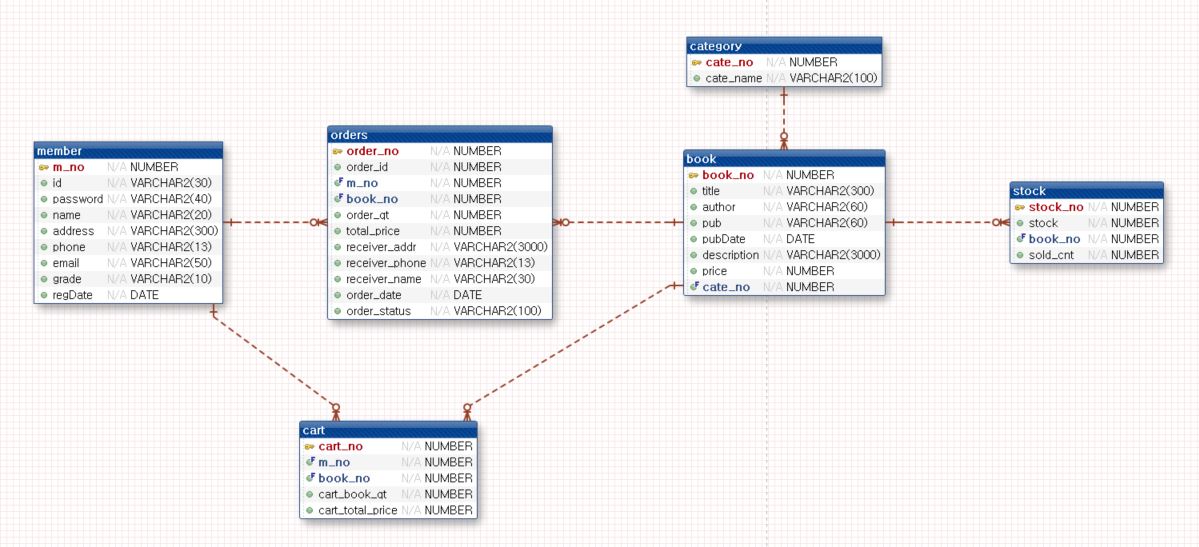 category
cate_no N/A NUMBER
cate_name N/A VARCHAR2(100)
orders
order_no N/A NUMBER
order_id N/A NUMBER
m_no N/A NUMBER
book_no N/A NUMBER
order_qt N/A NUMBER
total_price N/A NUMBER
receiver_addr N/A VARCHAR2(3000)
receiver_phone N/A VARCHAR2(13)
receiver_name N/A VARCHAR2(30)
order_date N/A DATE
order_status N/A VARCHAR2(100)
member
m_no N/A NUMBER
id N/A VARCHAR2(30)
password N/A VARCHAR2(40)
name N/A VARCHAR2(20)
address N/A VARCHAR2(300)
phone N/A VARCHAR2(13)
email N/A VARCHAR2(50)
grade N/A VARCHAR2(10)
regDate N/A DATE
book
book_no N/A NUMBER
title N/A VARCHAR2(300)
author N/A VARCHAR2(60)
pub N/A VARCHAR2(60)
pubDate N/A DATE
description N/A VARCHAR2(3000)
price N/A NUMBER
cate_no N/A NUMBER
stock
stock_no N/A NUMBER
stock N/A NUMBER
book_no N/A NUMBER
sold_cnt N/A NUMBER
cart
cart_no N/A NUMBER
m_no N/A NUMBER
book_no N/A NUMBER
cart_book_qt N/A NUMBER
cart_total_price N/A NUMBER